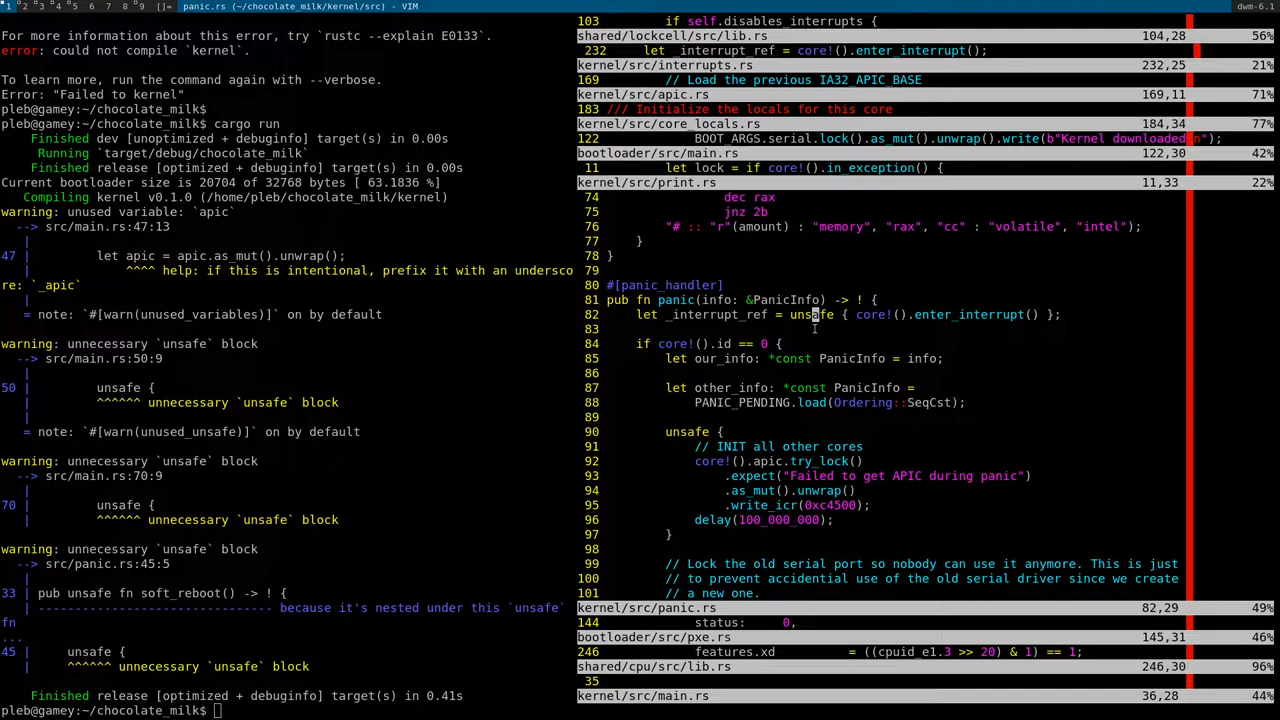 1 2 3 4 5 6 7 8 9 []= panic.rs (~/chocolate_milk/kernel/src) - VIM dwm-6.1
For more information about this error, try `rustc --explain E0133`.
error: could not compile `kernel`.
To learn more, run the command again with --verbose.
Error: "Failed to kernel"
pleb@gamey:~/chocolate_milk$
pleb@gamey:~/chocolate_milk$ cargo run
    Finished dev [unoptimized + debuginfo] target(s) in 0.00s
     Running `target/debug/chocolate_milk`
    Finished release [optimized + debuginfo] target(s) in 0.00s
Current bootloader size is 20704 of 32768 bytes [ 63.1836 %]
   Compiling kernel v0.1.0 (/home/pleb/chocolate_milk/kernel)
warning: unused variable: `apic`
  --> src/main.rs:47:13
   |
47 |         let apic = apic.as_mut().unwrap();
   |             ^^^^ help: if this is intentional, prefix it with an undersco
re: `_apic`
   |
   = note: `#[warn(unused_variables)]` on by default
warning: unnecessary `unsafe` block
  --> src/main.rs:50:9
   |
50 |         unsafe {
   |         ^^^^^^ unnecessary `unsafe` block
   |
   = note: `#[warn(unused_unsafe)]` on by default
warning: unnecessary `unsafe` block
  --> src/main.rs:70:9
   |
70 |         unsafe {
   |         ^^^^^^ unnecessary `unsafe` block
warning: unnecessary `unsafe` block
  --> src/panic.rs:45:5
   |
33 | pub unsafe fn soft_reboot() -> ! {
   | -------------------------------- because it's nested under this `unsafe`
fn
...
45 |     unsafe {
   |     ^^^^^^ unnecessary `unsafe` block
    Finished release [optimized + debuginfo] target(s) in 0.41s
pleb@gamey:~/chocolate_milk$
103         if self.disables_interrupts {
shared/lockcell/src/lib.rs 104,28 56%
232     let _interrupt_ref = core!().enter_interrupt();
kernel/src/interrupts.rs 232,25 21%
169         // Load the previous IA32_APIC_BASE
kernel/src/apic.rs 169,11 71%
183 /// Initialize the locals for this core
kernel/src/core_locals.rs 184,34 77%
122             BOOT_ARGS.serial.lock().as_mut().unwrap().write(b"Kernel downloaded\n");
bootloader/src/main.rs 122,30 42%
11         let lock = if core!().in_exception() {
kernel/src/print.rs 11,33 22%
74                 dec rax
75                 jnz 2b
76         "# :: "r"(amount) : "memory", "rax", "cc" : "volatile", "intel");
77     }
78 }
79
80 #[panic_handler]
81 pub fn panic(info: &PanicInfo) -> ! {
82     let _interrupt_ref = unsafe { core!().enter_interrupt() };
83
84     if core!().id == 0 {
85         let our_info: *const PanicInfo = info;
86
87         let other_info: *const PanicInfo =
88             PANIC_PENDING.load(Ordering::SeqCst);
89
90         unsafe {
91             // INIT all other cores
92             core!().apic.try_lock()
93                 .expect("Failed to get APIC during panic")
94                 .as_mut().unwrap()
95                 .write_icr(0xc4500);
96             delay(100_000_000);
97         }
98
99         // Lock the old serial port so nobody can use it anymore. This is just
100         // to prevent accidential use of the old serial driver since we create
101         // a new one.
kernel/src/panic.rs 82,29 49%
144             status:    0,
bootloader/src/pxe.rs 145,31 46%
246             features.xd          = ((cpuid_e1.3 >> 20) & 1) == 1;
shared/cpu/src/lib.rs 246,30 96%
35
kernel/src/main.rs 36,28 44%